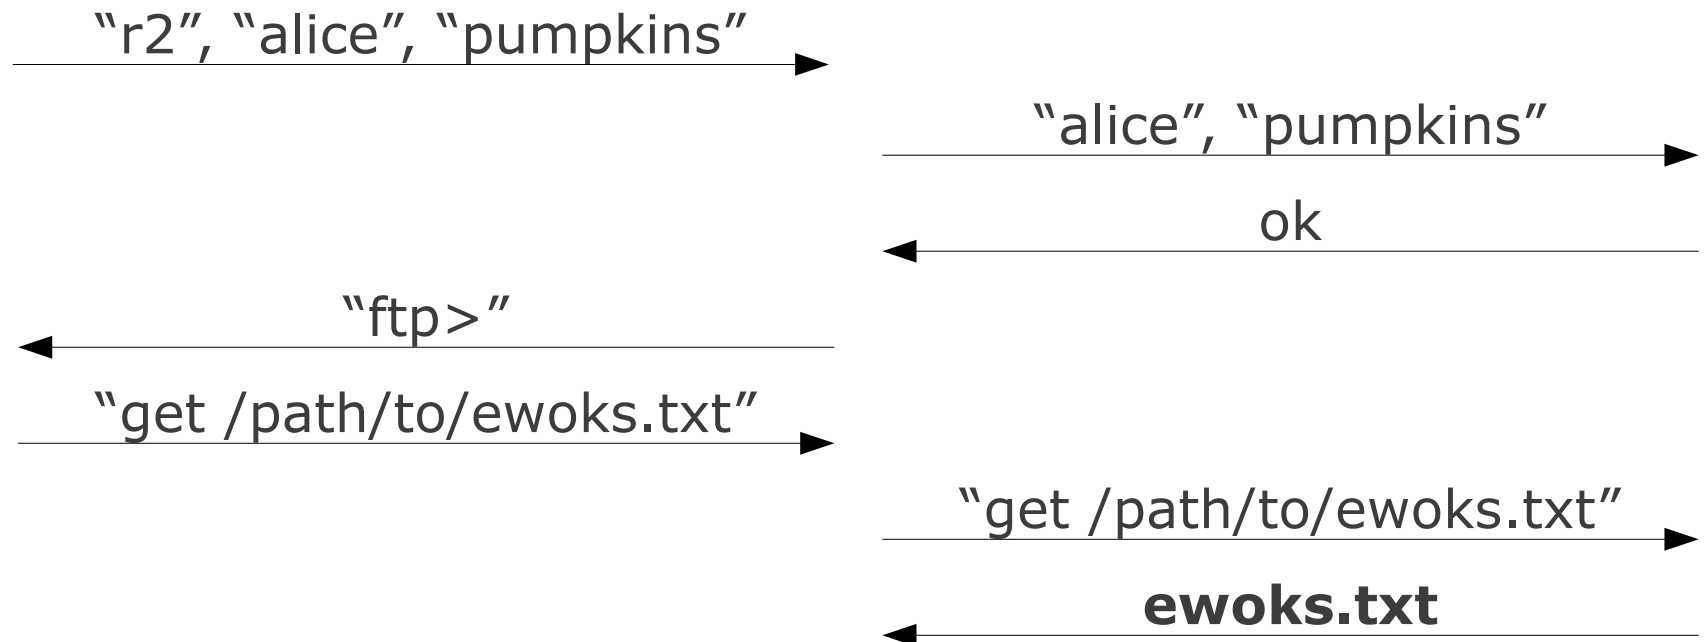 “r2”, “alice”, “pumpkins”
“alice”, “pumpkins”
ok
“ftp>”
“get /path/to/ewoks.txt”
“get /path/to/ewoks.txt”
ewoks.txt